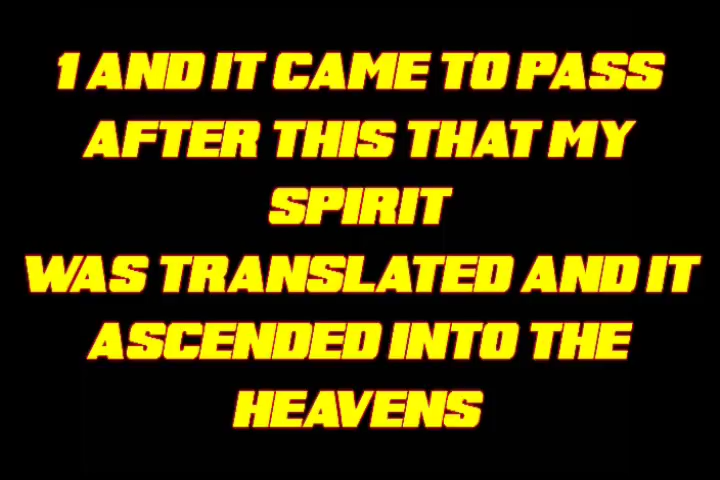 1 AND IT CAME TO PASS
AFTER THIS THAT MY
SPIRIT
WAS TRANSLATED AND IT
ASCENDED INTO THE
HEAVENS